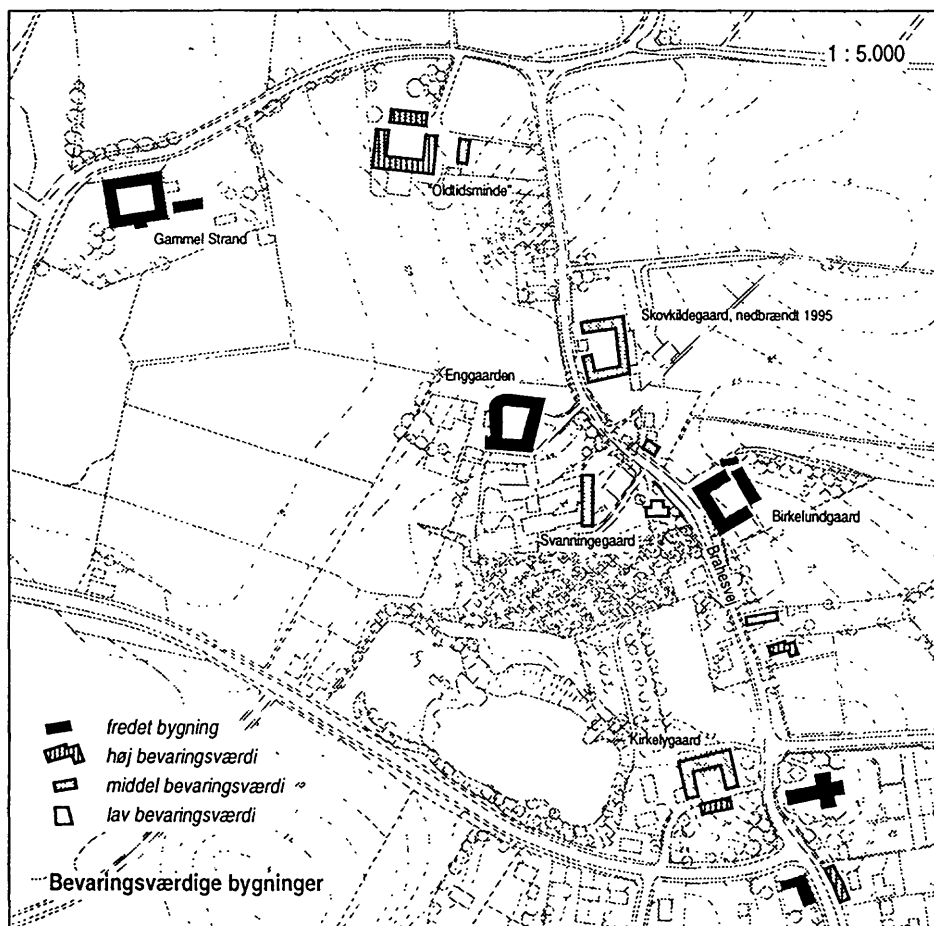 1 : 5.000
"Oldtidsminde"
Gammel Strand
Skovkildegaard, nedbrændt 1995
Enggaarden
Birkelundgaard
Svanningegaard
Brahesvej
Kirkelygaard
fredet bygning
høj bevaringsværdi
middel bevaringsværdi
lav bevaringsværdi
Bevaringsværdige bygninger